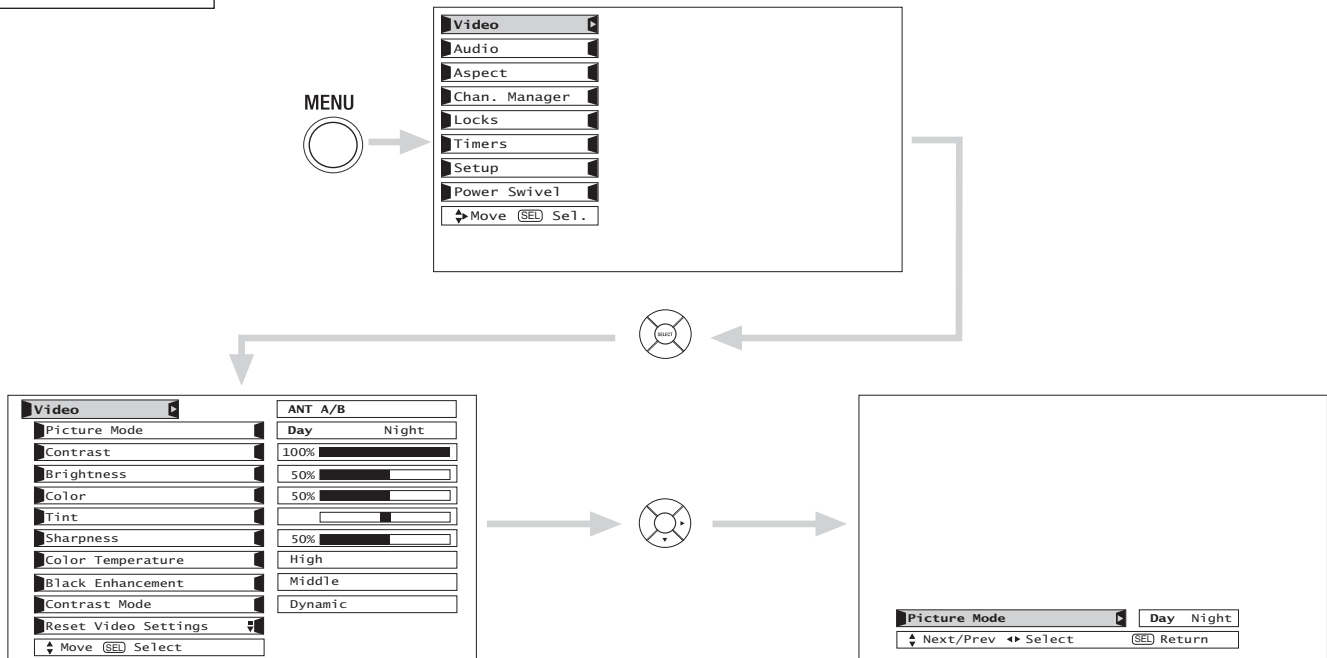 MENU
Video
Audio
Aspect
Chan. Manager
Locks
Timers
Setup
Power Swivel
Move SEL Sel.
SELECT
Video ANT A/B
Picture Mode Day Night
Contrast 100%
Brightness 50%
Color 50%
Tint
Sharpness 50%
Color Temperature High
Black Enhancement Middle
Contrast Mode Dynamic
Reset Video Settings
Move SEL Select
Picture Mode Day Night
Next/Prev Select SEL Return